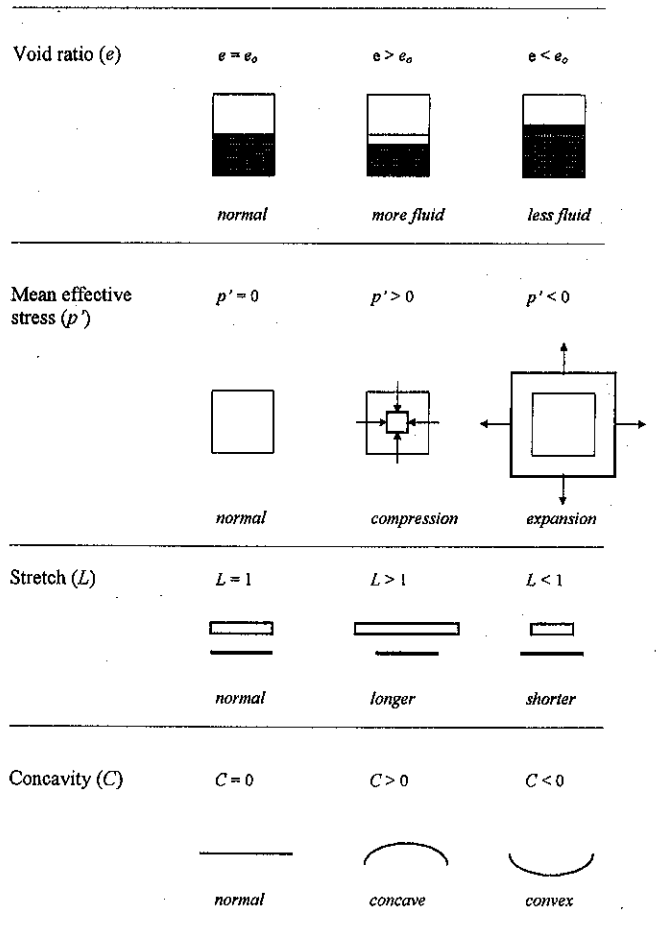 Void ratio (e) e = eₒ e > eₒ e < eₒ
normal more fluid less fluid
Mean effective p' = 0 p' > 0 p' < 0
stress (p')
normal compression expansion
Stretch (L) L = 1 L > 1 L < 1
normal longer shorter
Concavity (C) C = 0 C > 0 C < 0
normal concave convex